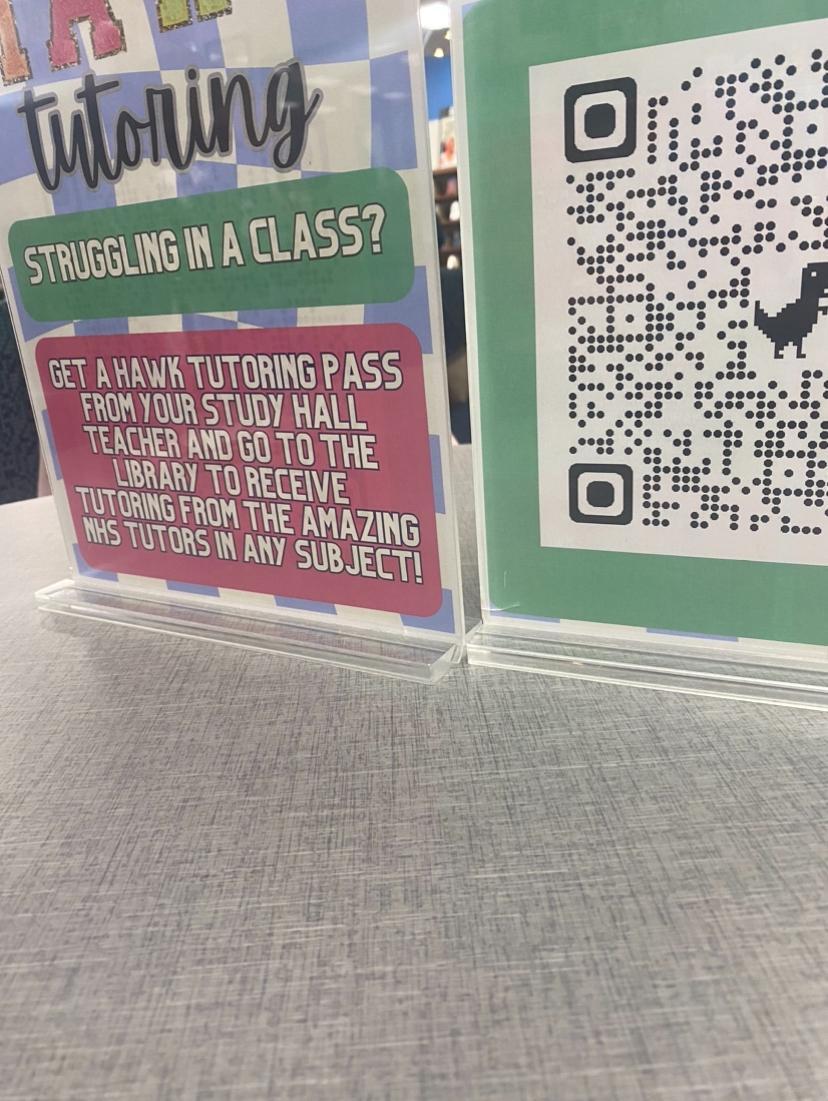 tutoring
STRUGGLING IN A CLASS?
GET A HAWK TUTORING PASS
FROM YOUR STUDY HALL
TEACHER AND GO TO THE
LIBRARY TO RECEIVE
TUTORING FROM THE AMAZING
NHS TUTORS IN ANY SUBJECT!